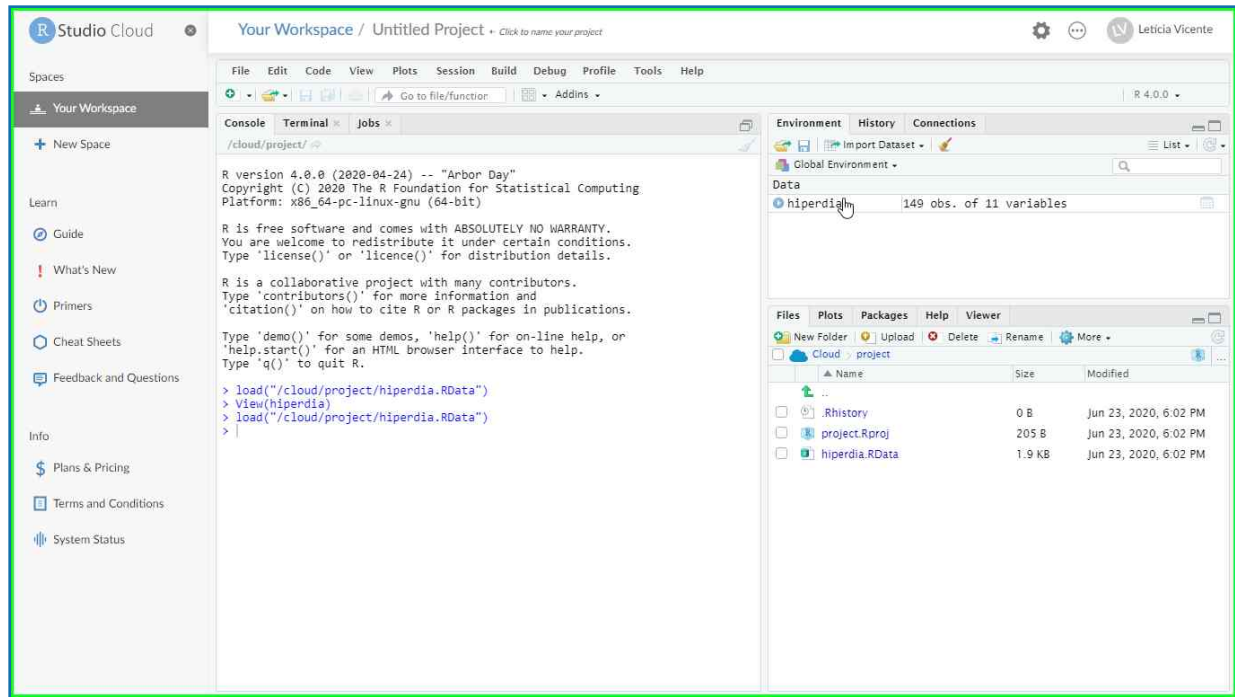 R Studio Cloud
Your Workspace / Untitled Project ← Click to name your project
LV Letícia Vicente
Spaces
Your Workspace
New Space
Learn
Guide
What's New
Primers
Cheat Sheets
Feedback and Questions
Info
Plans & Pricing
Terms and Conditions
System Status
File Edit Code View Plots Session Build Debug Profile Tools Help
Go to file/function Addins
R 4.0.0
Console Terminal Jobs
/cloud/project/
R version 4.0.0 (2020-04-24) -- "Arbor Day"
Copyright (C) 2020 The R Foundation for Statistical Computing
Platform: x86_64-pc-linux-gnu (64-bit)
R is free software and comes with ABSOLUTELY NO WARRANTY.
You are welcome to redistribute it under certain conditions.
Type 'license()' or 'licence()' for distribution details.
R is a collaborative project with many contributors.
Type 'contributors()' for more information and
'citation()' on how to cite R or R packages in publications.
Type 'demo()' for some demos, 'help()' for on-line help, or
'help.start()' for an HTML browser interface to help.
Type 'q()' to quit R.
> load("/cloud/project/hiperdia.RData")
> View(hiperdia)
> load("/cloud/project/hiperdia.RData")
>
Environment History Connections
Import Dataset List
Global Environment
Data
hiperdia 149 obs. of 11 variables
Files Plots Packages Help Viewer
New Folder Upload Delete Rename More
Cloud project
Name Size Modified
..
.Rhistory 0 B Jun 23, 2020, 6:02 PM
project.Rproj 205 B Jun 23, 2020, 6:02 PM
hiperdia.RData 1.9 KB Jun 23, 2020, 6:02 PM